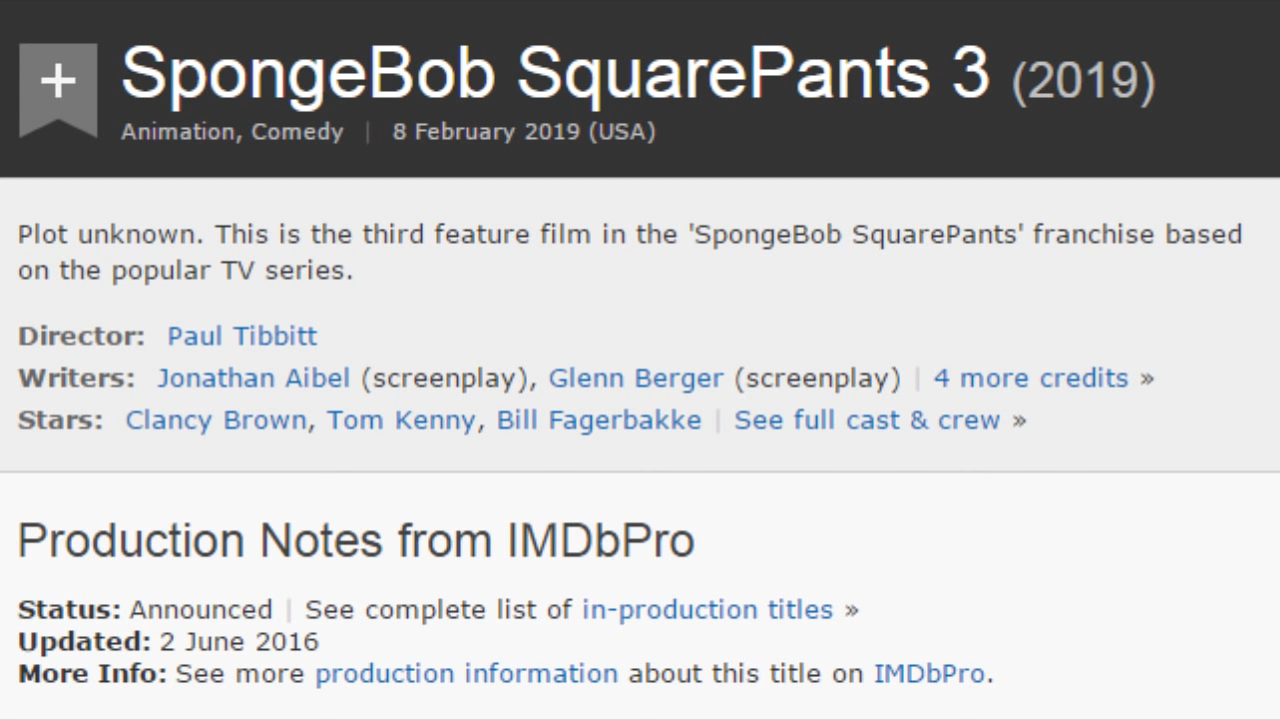 + SpongeBob SquarePants 3 (2019)
Animation, Comedy | 8 February 2019 (USA)
Plot unknown. This is the third feature film in the 'SpongeBob SquarePants' franchise based
on the popular TV series.
Director: Paul Tibbitt
Writers: Jonathan Aibel (screenplay), Glenn Berger (screenplay) | 4 more credits »
Stars: Clancy Brown, Tom Kenny, Bill Fagerbakke | See full cast & crew »
Production Notes from IMDbPro
Status: Announced | See complete list of in-production titles »
Updated: 2 June 2016
More Info: See more production information about this title on IMDbPro.